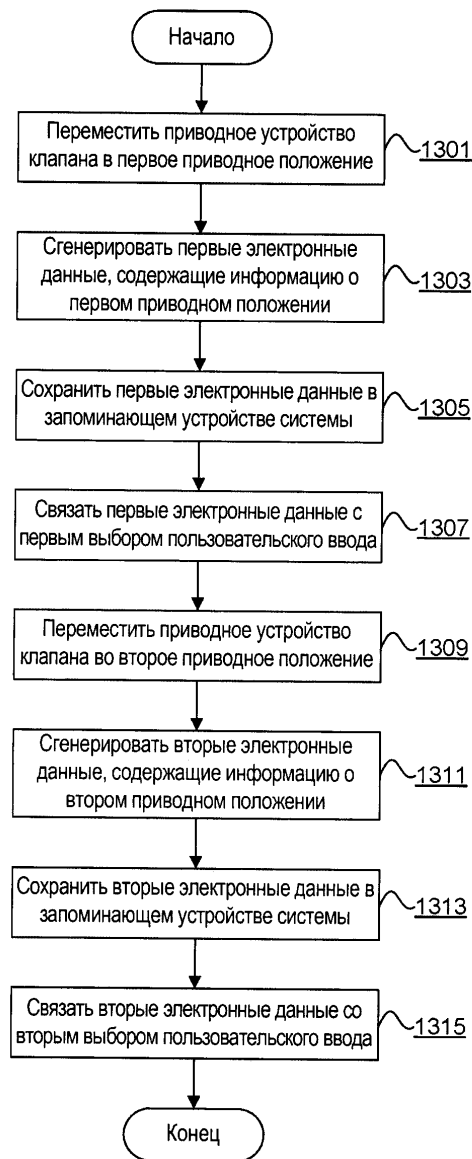 Начало
Переместить приводное устройство
клапана в первое приводное положение
1301
Сгенерировать первые электронные
данные, содержащие информацию о
первом приводном положении
1303
Сохранить первые электронные данные в
запоминающем устройстве системы
1305
Связать первые электронные данные с
первым выбором пользовательского ввода
1307
Переместить приводное устройство
клапана во второе приводное положение
1309
Сгенерировать вторые электронные
данные, содержащие информацию о
втором приводном положении
1311
Сохранить вторые электронные данные в
запоминающем устройстве системы
1313
Связать вторые электронные данные со
вторым выбором пользовательского ввода
1315
Конец